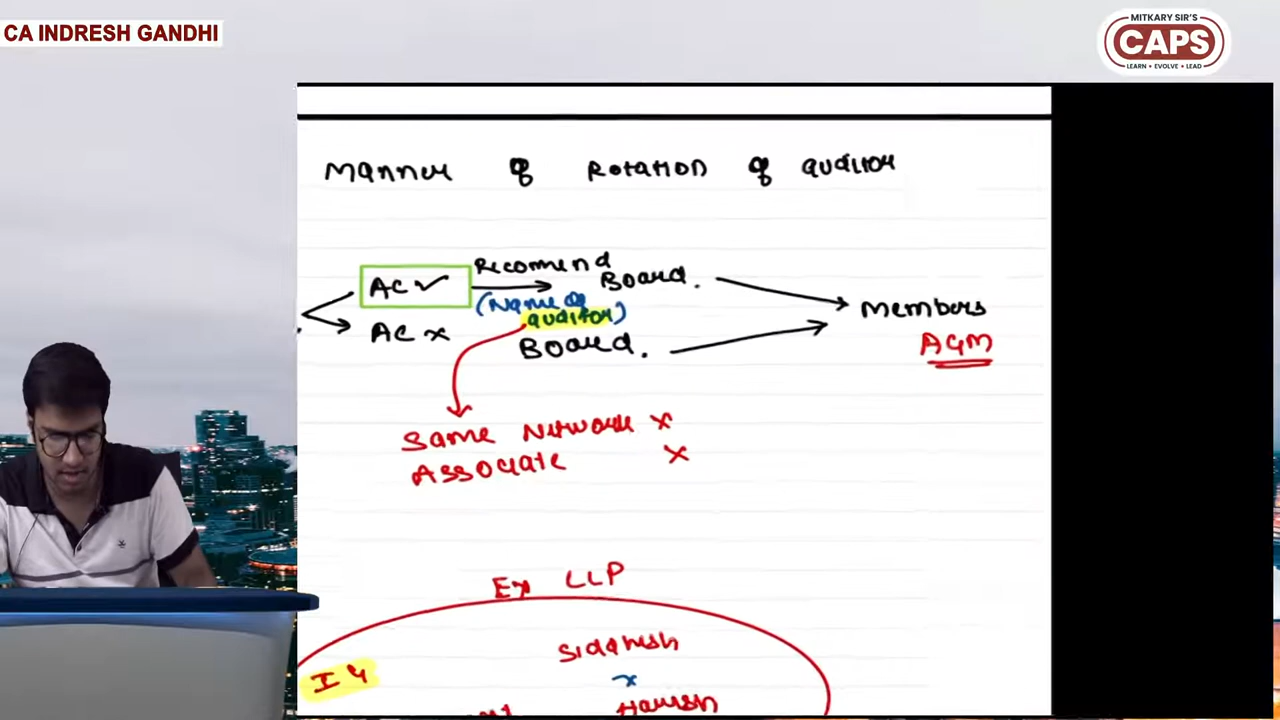 CA INDRESH GANDHI
MITKARY SIR'S
CAPS
LEARN • EVOLVE • LEAD
Manner of Rotation of auditor
AC ✓ Recomend Board.
(Name of auditor)
AC × Board.
Members
AGM
Same Network ×
Associate ×
Ex LLP
Siddhesh
I y
×
Harish